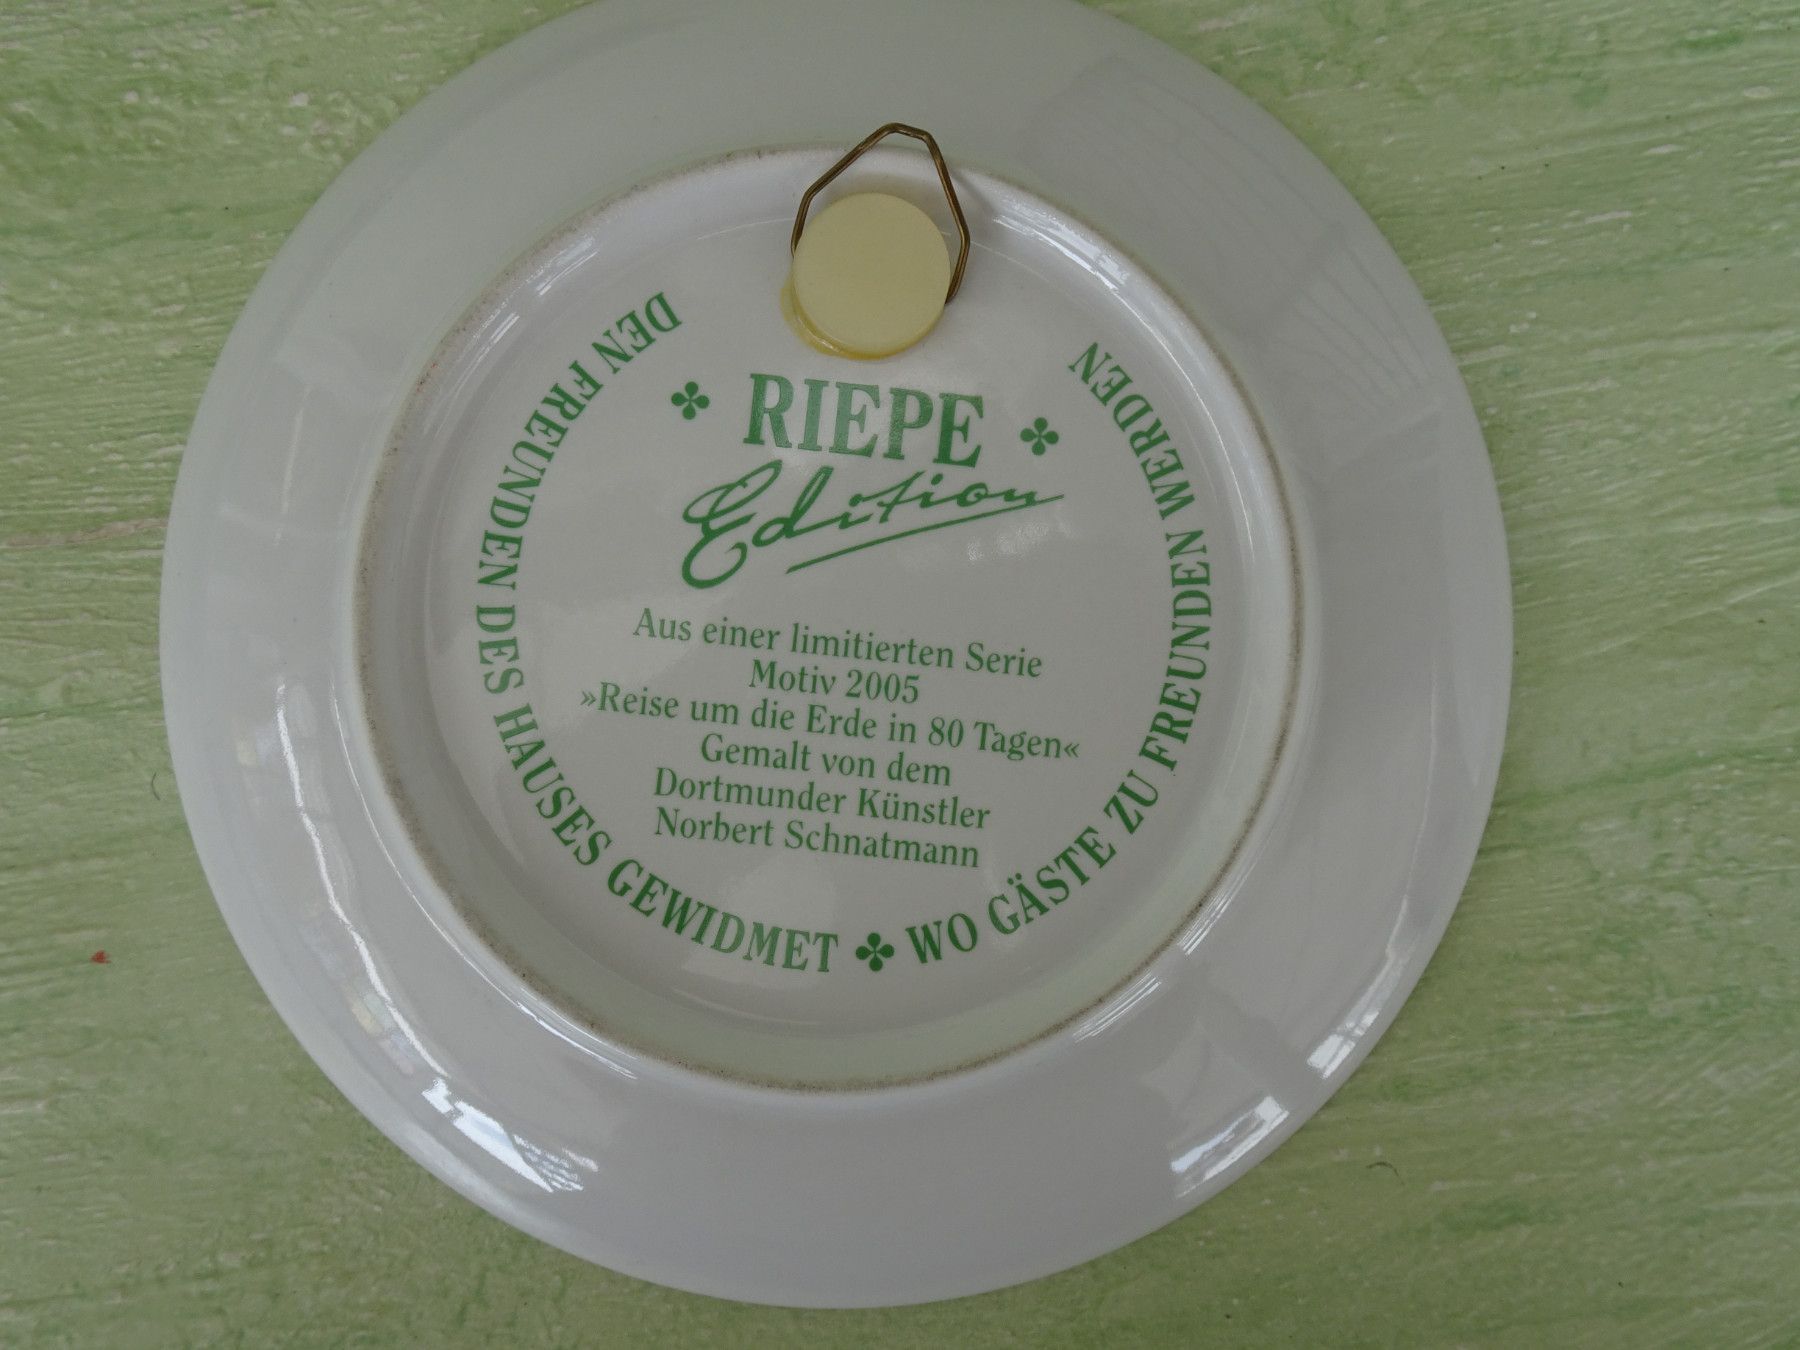 RIEPE
Edition
Aus einer limitierten Serie
Motiv 2005
»Reise um die Erde in 80 Tagen«
Gemalt von dem
Dortmunder Künstler
Norbert Schnatmann
DEN FREUNDEN DES HAUSES GEWIDMET
WO GÄSTE ZU FREUNDEN WERDEN